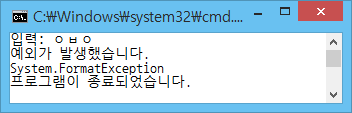 C:₩Windows₩system32₩cmd....
입력: ㅇㅂㅇ
예외가 발생했습니다.
System.FormatException
프로그램이 종료되었습니다.